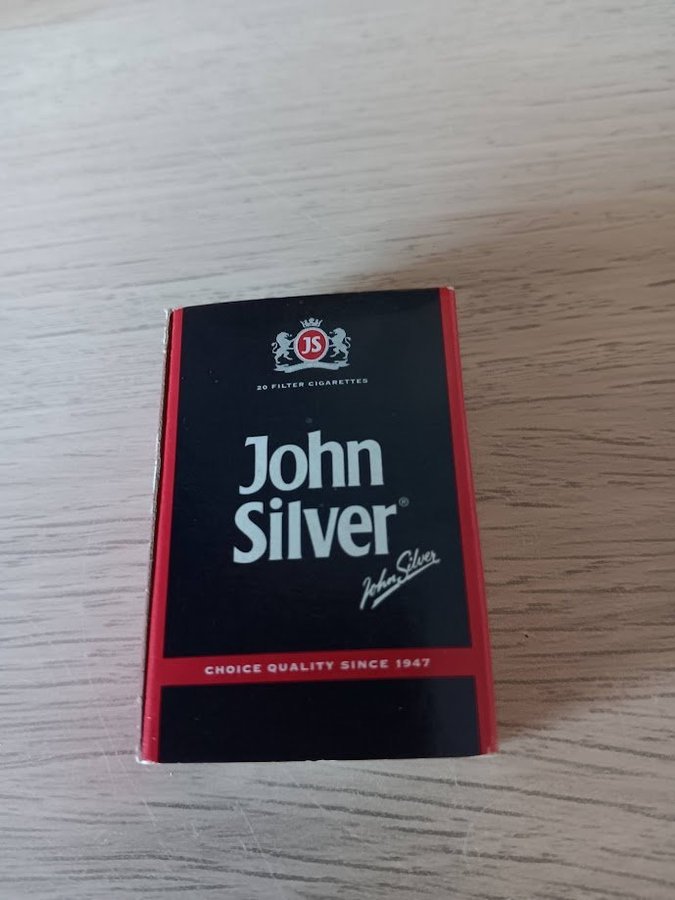 JS
20 FILTER CIGARETTES
John
Silver®
John Silver
CHOICE QUALITY SINCE 1947